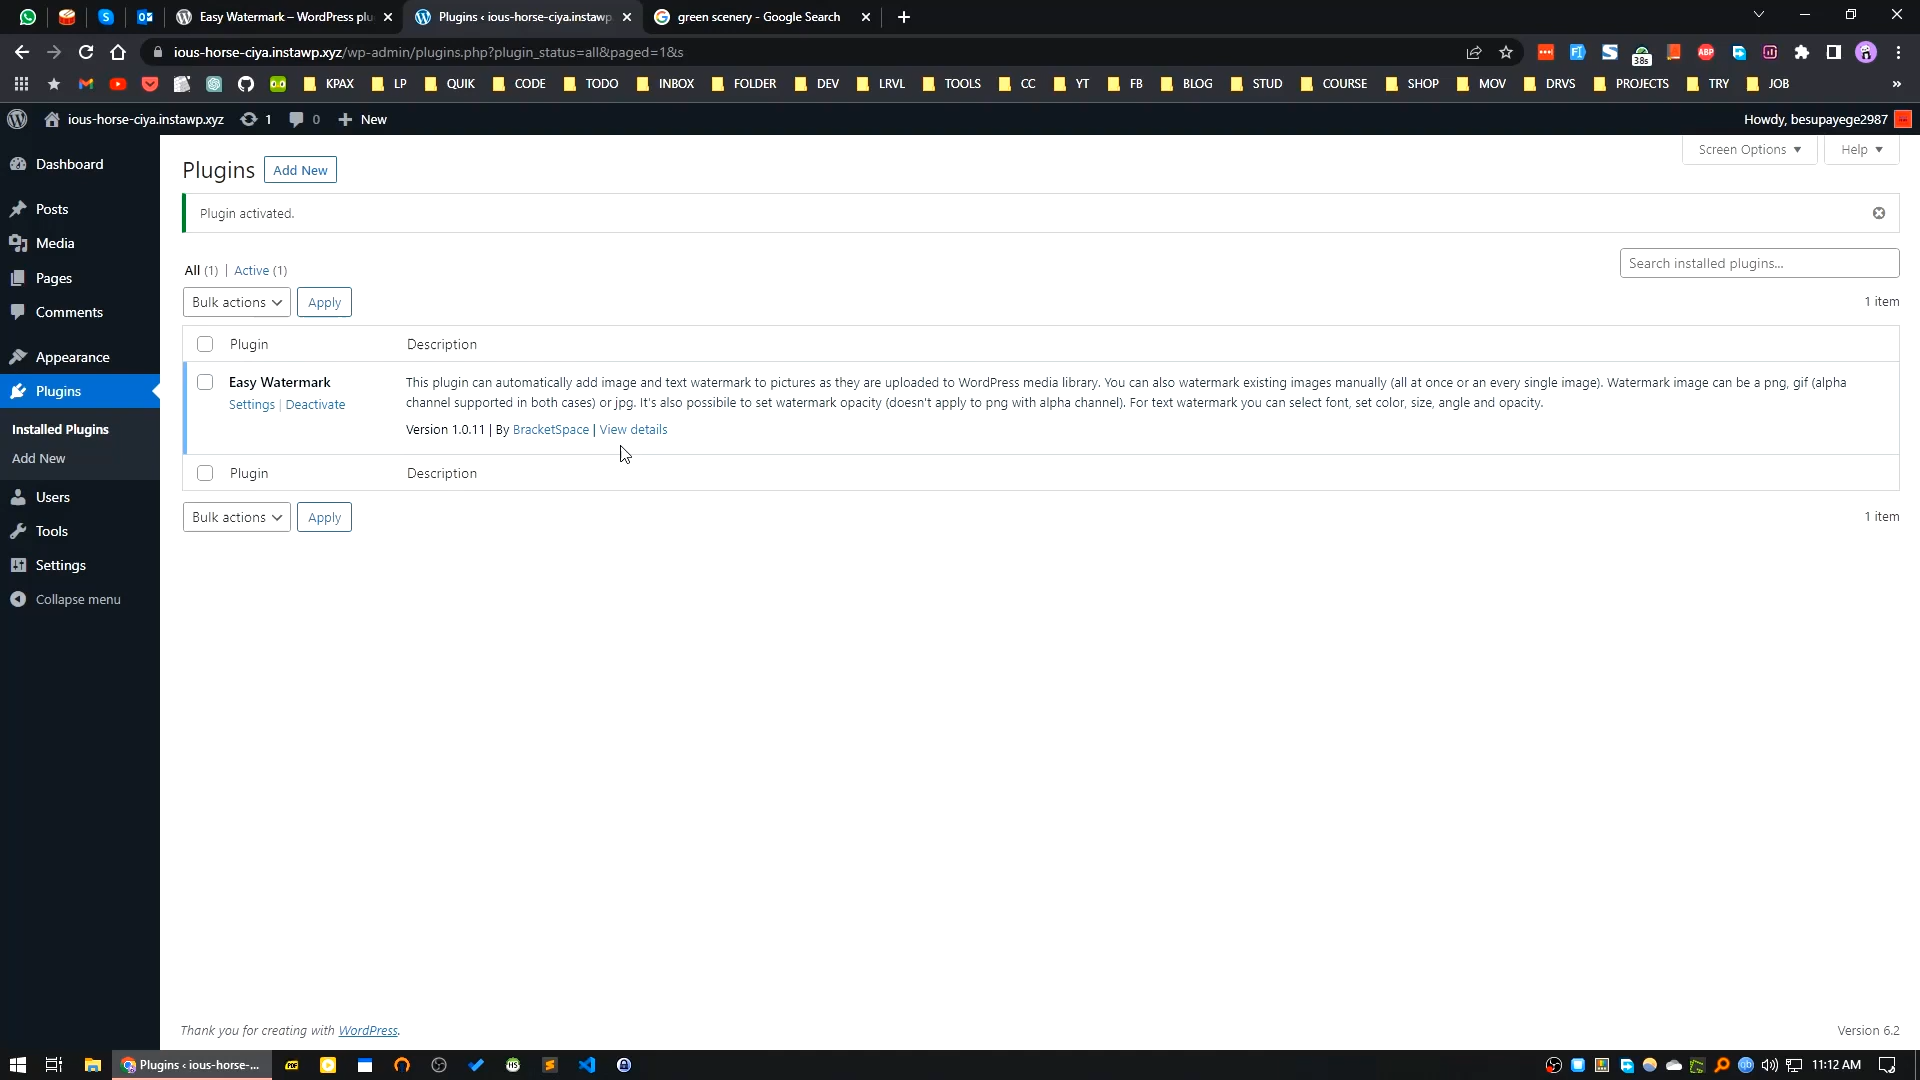 Easy Watermark – WordPress plu
Plugins ‹ ious-horse-ciya.instawp
green scenery - Google Search
ious-horse-ciya.instawp.xyz/wp-admin/plugins.php?plugin_status=all&paged=1&s
38s
ABP
KPAX
LP
QUIK
CODE
TODO
INBOX
FOLDER
DEV
LRVL
TOOLS
CC
YT
FB
BLOG
STUD
COURSE
SHOP
MOV
DRVS
PROJECTS
TRY
JOB
»
ious-horse-ciya.instawp.xyz
1
0
New
Howdy, besupayege2987
Dashboard
Posts
Media
Pages
Comments
Appearance
Plugins
Installed Plugins
Add New
Users
Tools
Settings
Collapse menu
Screen Options
Help
Plugins
Add New
Plugin activated.
All (1) | Active (1)
Search installed plugins...
Bulk actions
Apply
1 item
Plugin
Description
Easy Watermark
Settings | Deactivate
This plugin can automatically add image and text watermark to pictures as they are uploaded to WordPress media library. You can also watermark existing images manually (all at once or an every single image). Watermark image can be a png, gif (alpha
channel supported in both cases) or jpg. It's also possibile to set watermark opacity (doesn't apply to png with alpha channel). For text watermark you can select font, set color, size, angle and opacity.
Version 1.0.11 | By BracketSpace | View details
Plugin
Description
Bulk actions
Apply
1 item
Thank you for creating with WordPress.
Version 6.2
Plugins ‹ ious-horse-...
11:12 AM